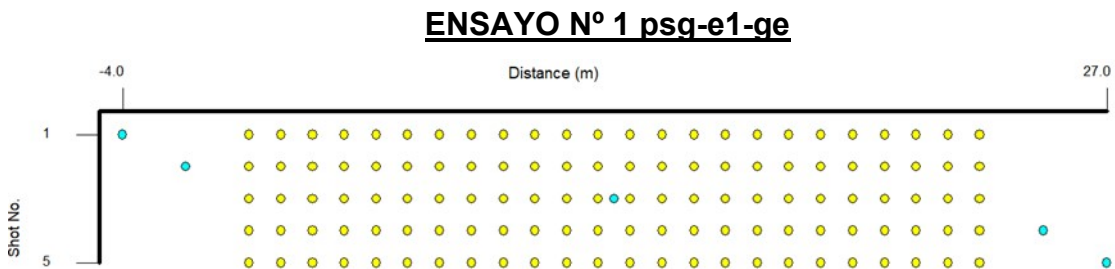 ENSAYO Nº 1 psg-e1-ge
-4.0 Distance (m) 27.0
1
Shot No.
5